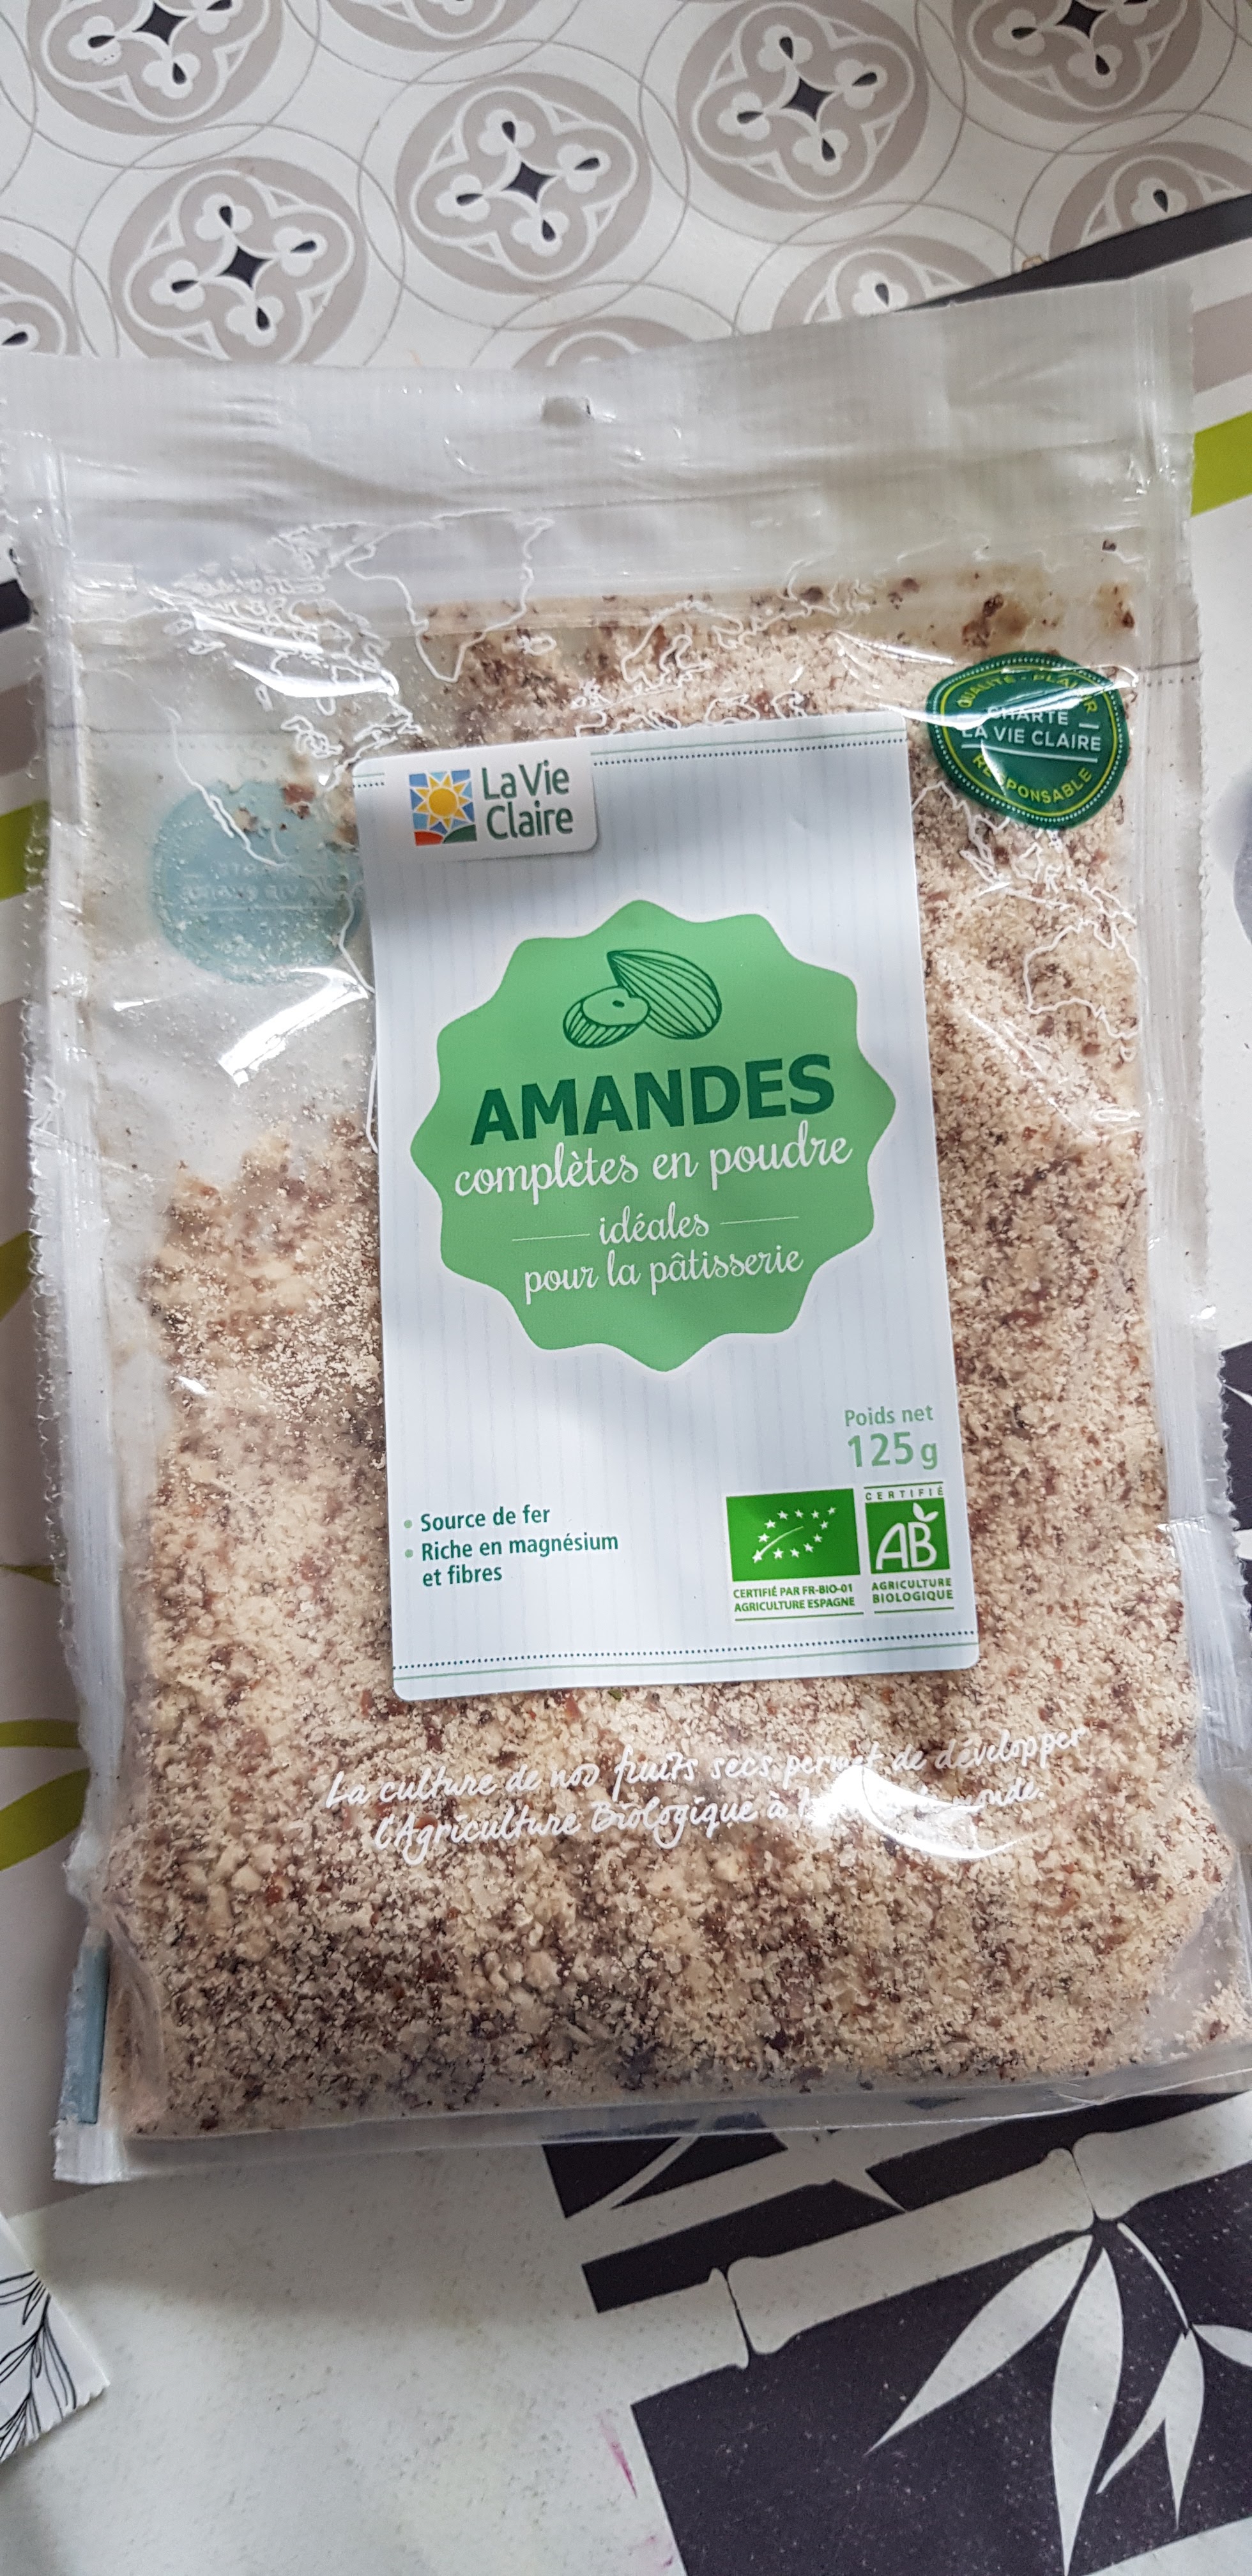 QUALITÉ - PLAISIR
CHARTE
LA VIE CLAIRE
RESPONSABLE
La Vie
Claire
AMANDES
complètes en poudre
idéales
pour la pâtisserie
Poids net
125g
• Source de fer
• Riche en magnésium
et fibres
CERTIFIÉ PAR FR-BIO-01
AGRICULTURE ESPAGNE
CERTIFIÉ
AB
AGRICULTURE
BIOLOGIQUE
La culture de nos fruits secs permet de développer
l'Agriculture Biologique à monde.